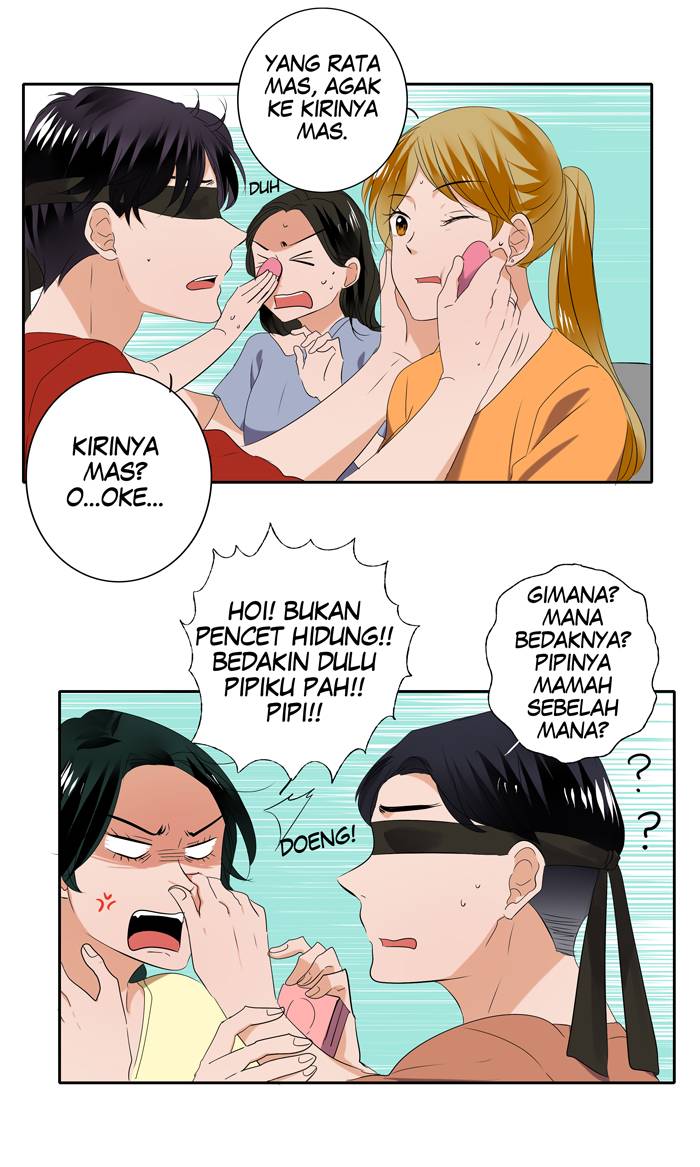 YANG RATA
MAS, AGAK
KE KIRINYA
MAS.
DUH
KIRINYA
MAS?
O...OKE...
HOI! BUKAN
PENCET HIDUNG!!
BEDAKIN DULU
PIPIKU PAH!!
PIPI!!
GIMANA?
MANA
BEDAKNYA?
PIPINYA
MAMAH
SEBELAH
MANA?
?
?
DOENG!